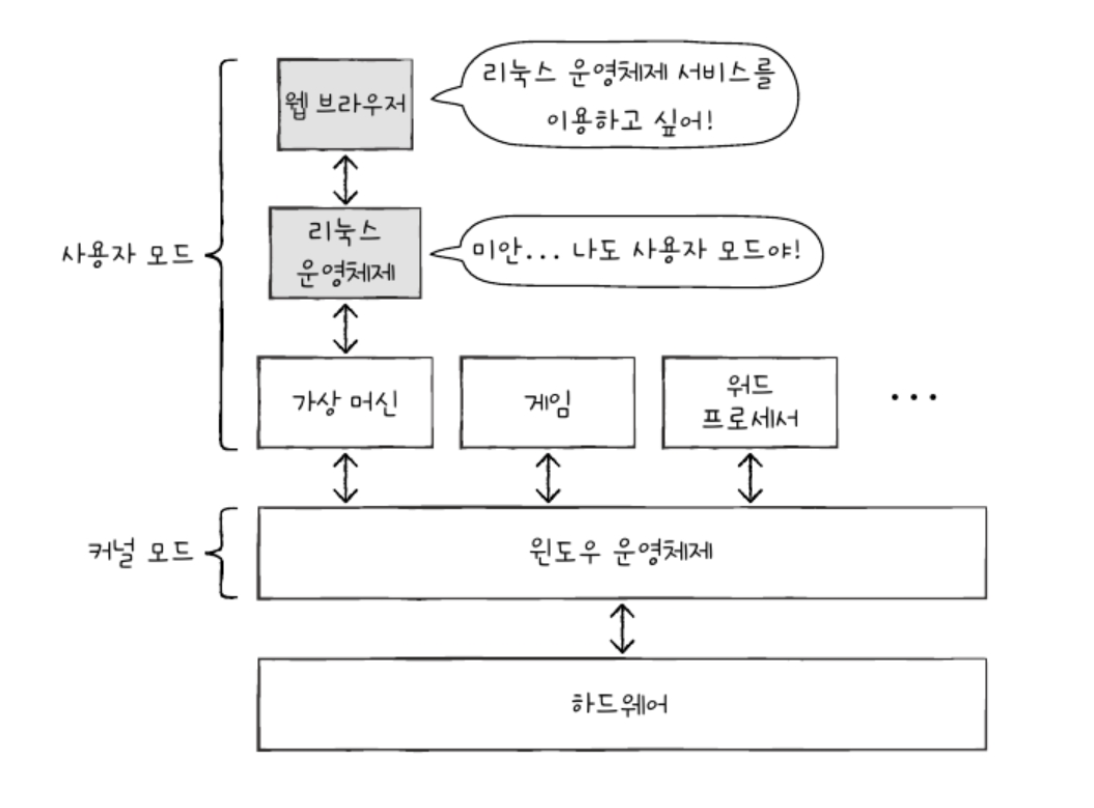 웹 브라우저
리눅스 운영체제 서비스를
이용하고 싶어!
사용자 모드
리눅스
운영체제
미안... 나도 사용자 모드야!
가상 머신
게임
워드
프로세서
...
커널 모드
윈도우 운영체제
하드웨어